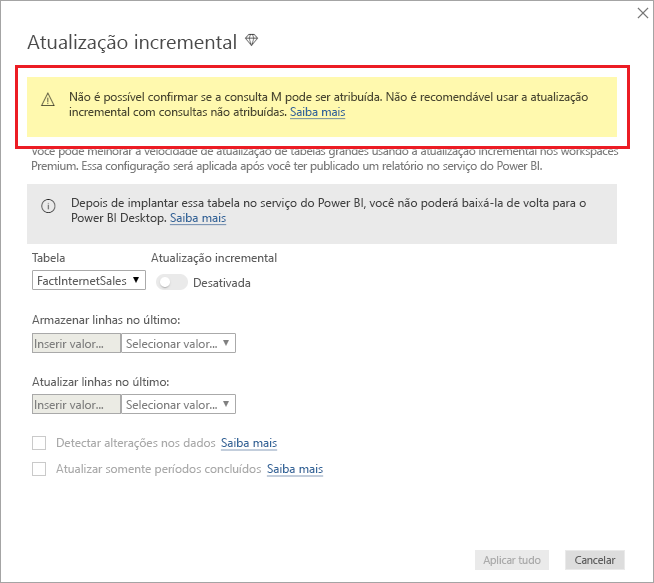 Atualização incremental
Não é possível confirmar se a consulta M pode ser atribuída. Não é recomendável usar a atualização
incremental com consultas não atribuídas. Saiba mais
Você pode melhorar a velocidade de atualização de tabelas grandes usando a atualização incremental nos workspaces
Premium. Essa configuração será aplicada após você ter publicado um relatório no serviço do Power BI.
Depois de implantar essa tabela no serviço do Power BI, você não poderá baixá-la de volta para o
Power BI Desktop. Saiba mais
Tabela Atualização incremental
FactInternetSales Desativada
Armazenar linhas no último:
Inserir valor... Selecionar valor...
Atualizar linhas no último:
Inserir valor... Selecionar valor...
Detectar alterações nos dados Saiba mais
Atualizar somente períodos concluídos Saiba mais
Aplicar tudo Cancelar